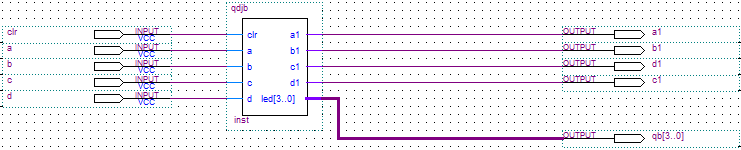 qdjb
clr INPUT VCC clr a1 OUTPUT a1
a INPUT VCC a b1 OUTPUT b1
b INPUT VCC b c1 OUTPUT d1
c INPUT VCC c d1 OUTPUT c1
d INPUT VCC d led[3..0]
inst
OUTPUT qb[3..0]